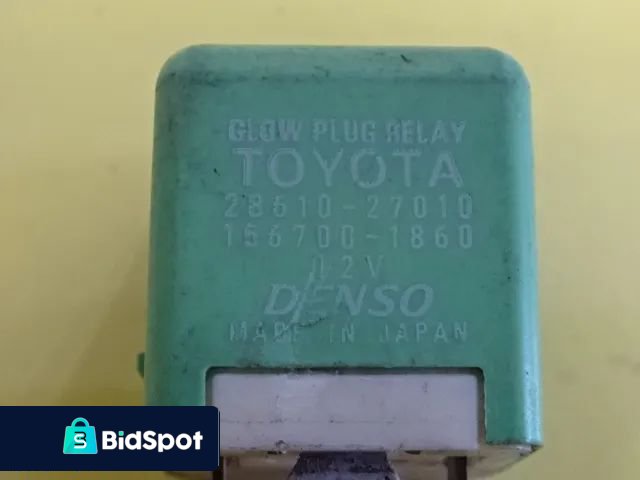 GLOW PLUG RELAY
TOYOTA
28610-27010
156700-1860
12V
DENSO
MADE IN JAPAN
BidSpot